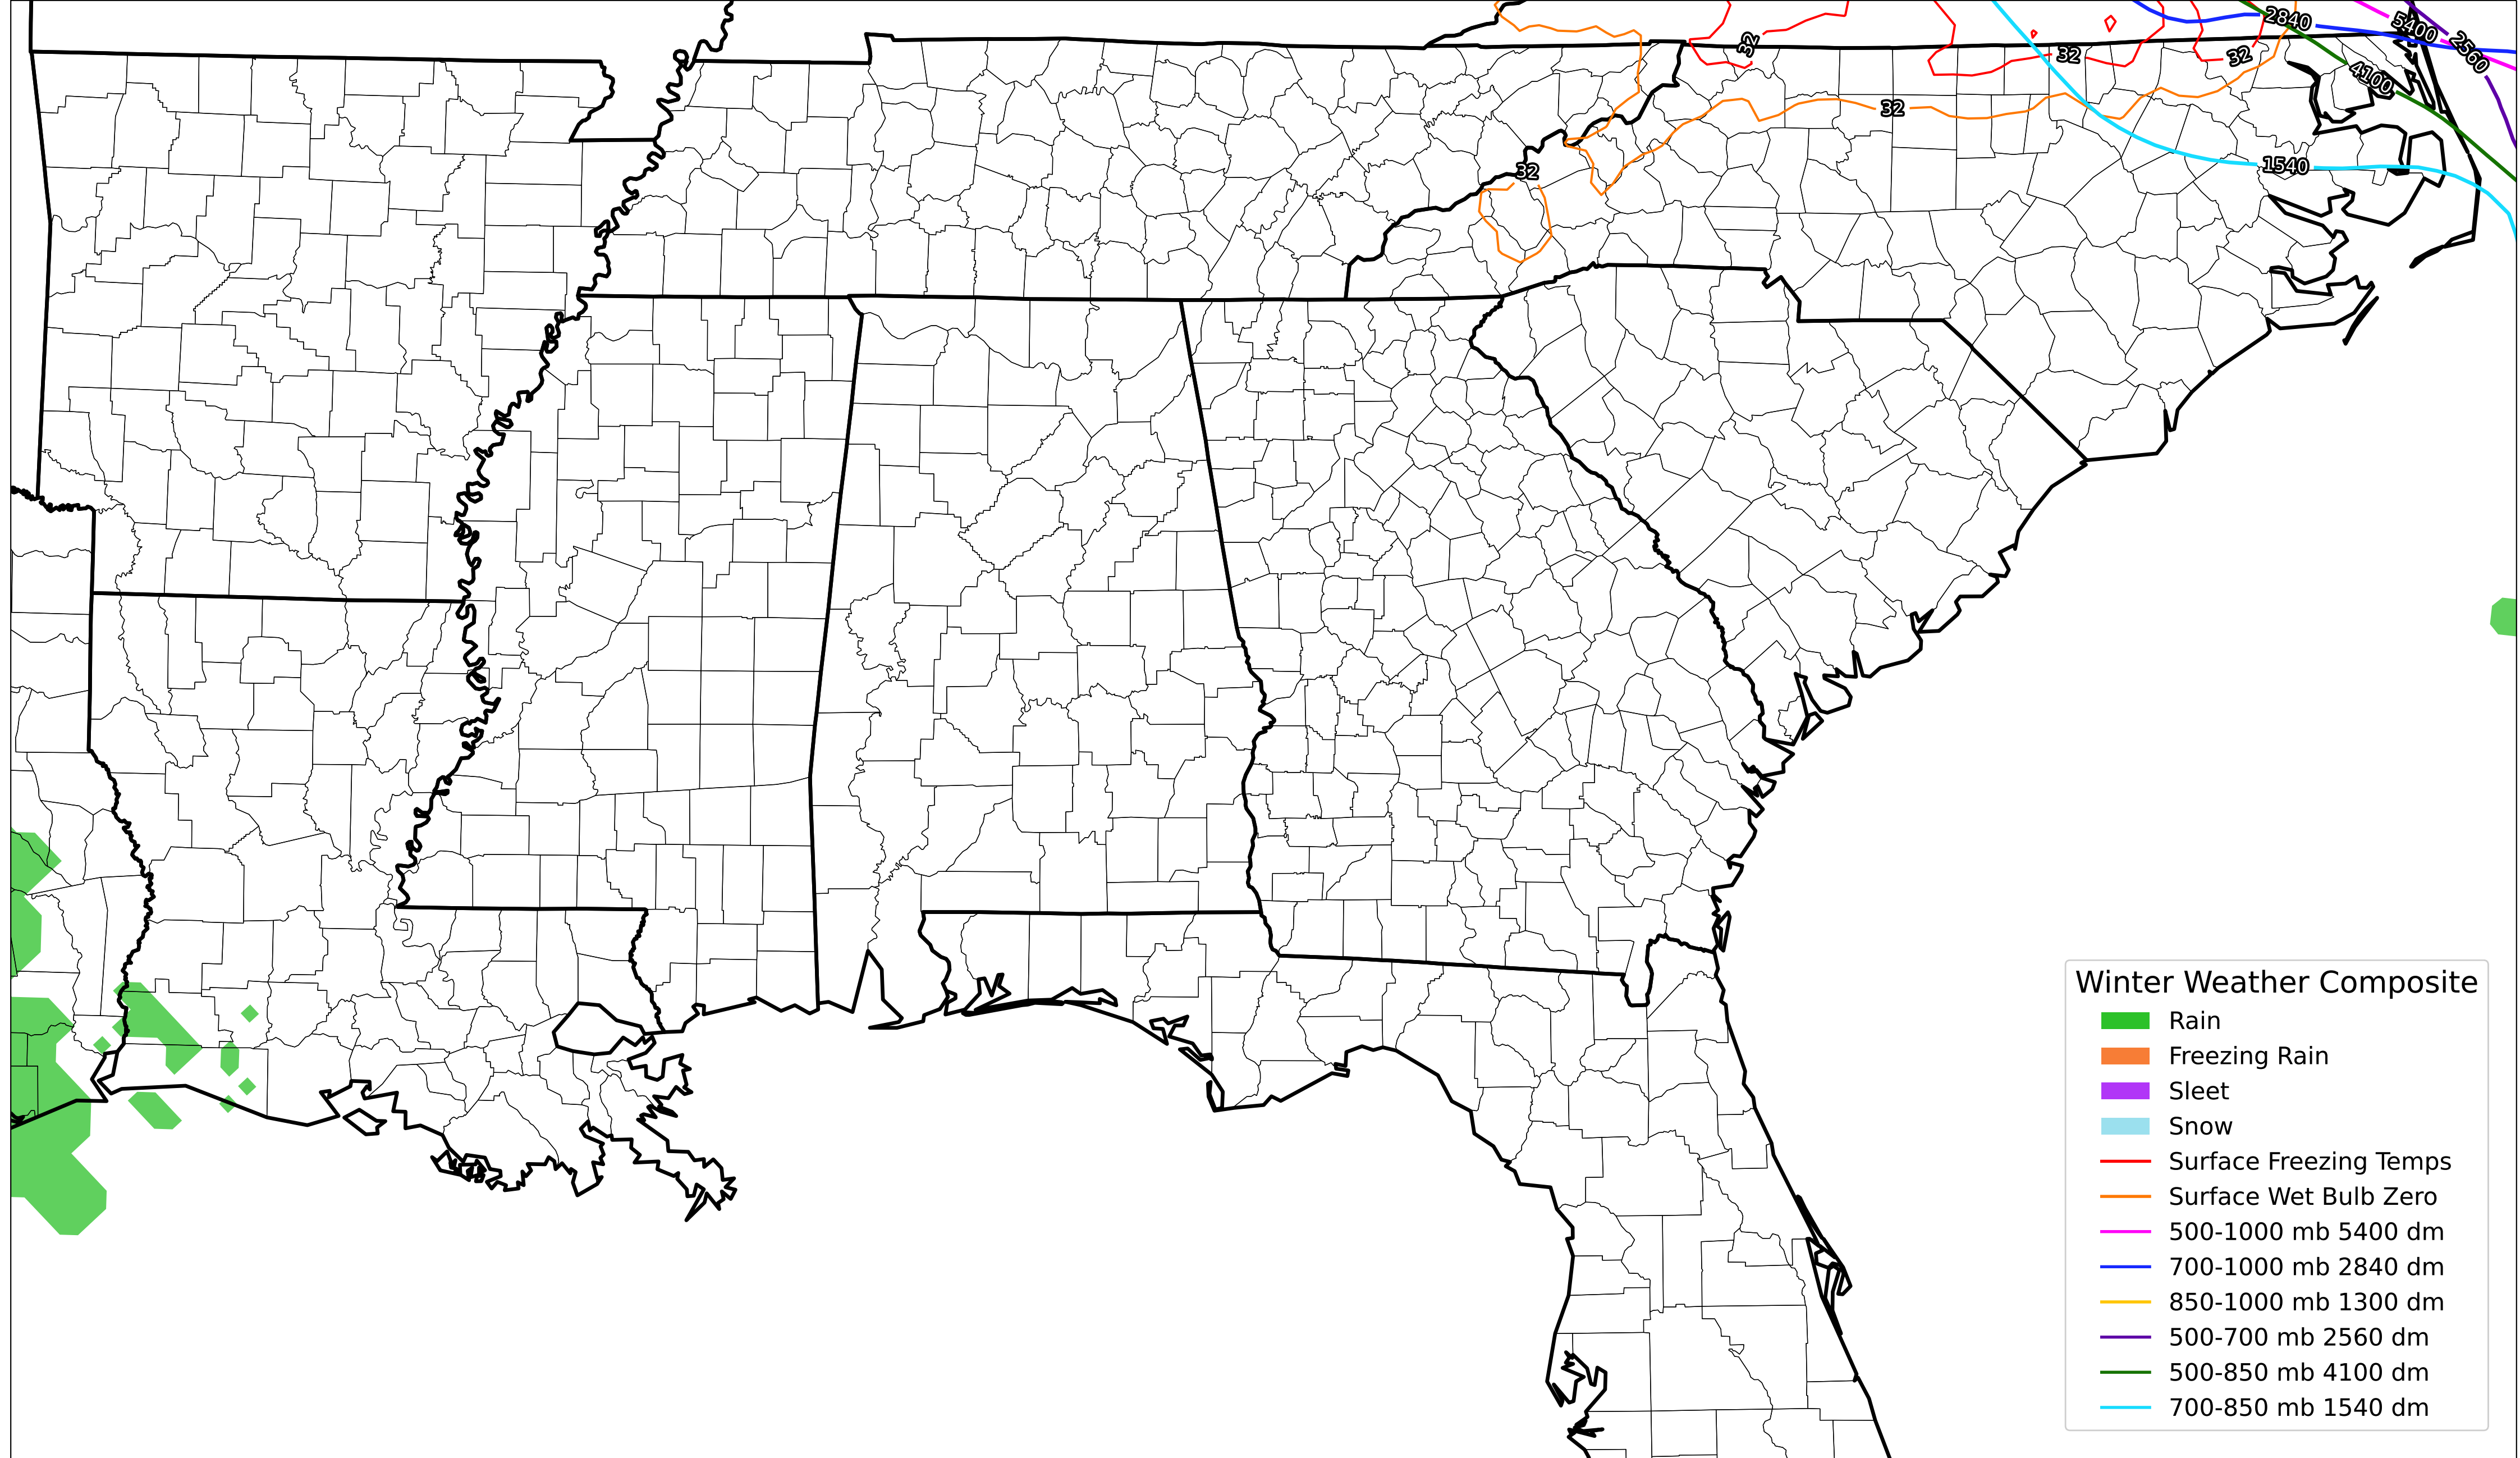 2840
5400
2560
32
32
32
4100
32
1540
32
Winter Weather Composite
Rain
Freezing Rain
Sleet
Snow
Surface Freezing Temps
Surface Wet Bulb Zero
500-1000 mb 5400 dm
700-1000 mb 2840 dm
850-1000 mb 1300 dm
500-700 mb 2560 dm
500-850 mb 4100 dm
700-850 mb 1540 dm